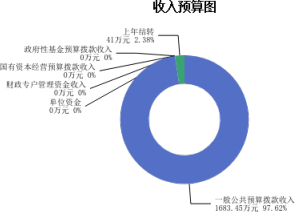 收入预算图
上年结转
41万元 2.38%
政府性基金预算拨款收入
0万元 0%
国有资本经营预算拨款收入
0万元 0%
财政专户管理资金收入
0万元 0%
单位资金
0万元 0%
一般公共预算拨款收入
1683.45万元 97.62%